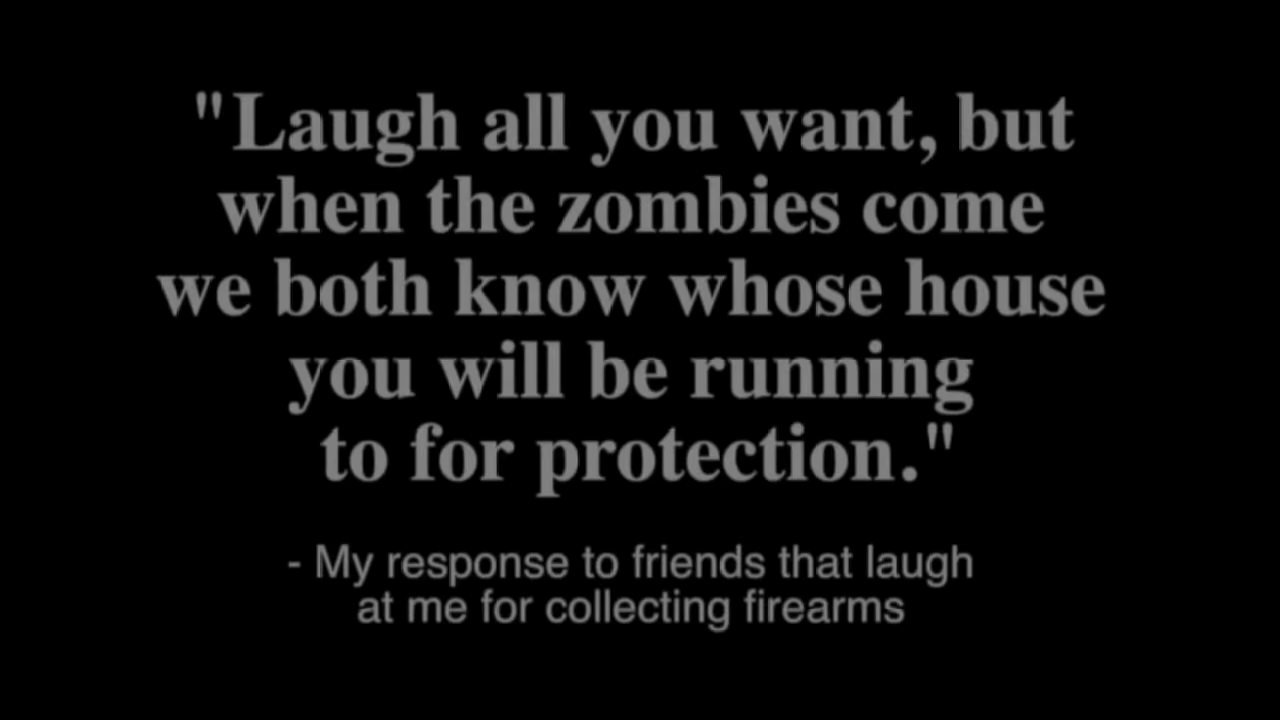 "Laugh all you want, but
when the zombies come
we both know whose house
you will be running
to for protection."
- My response to friends that laugh
at me for collecting firearms